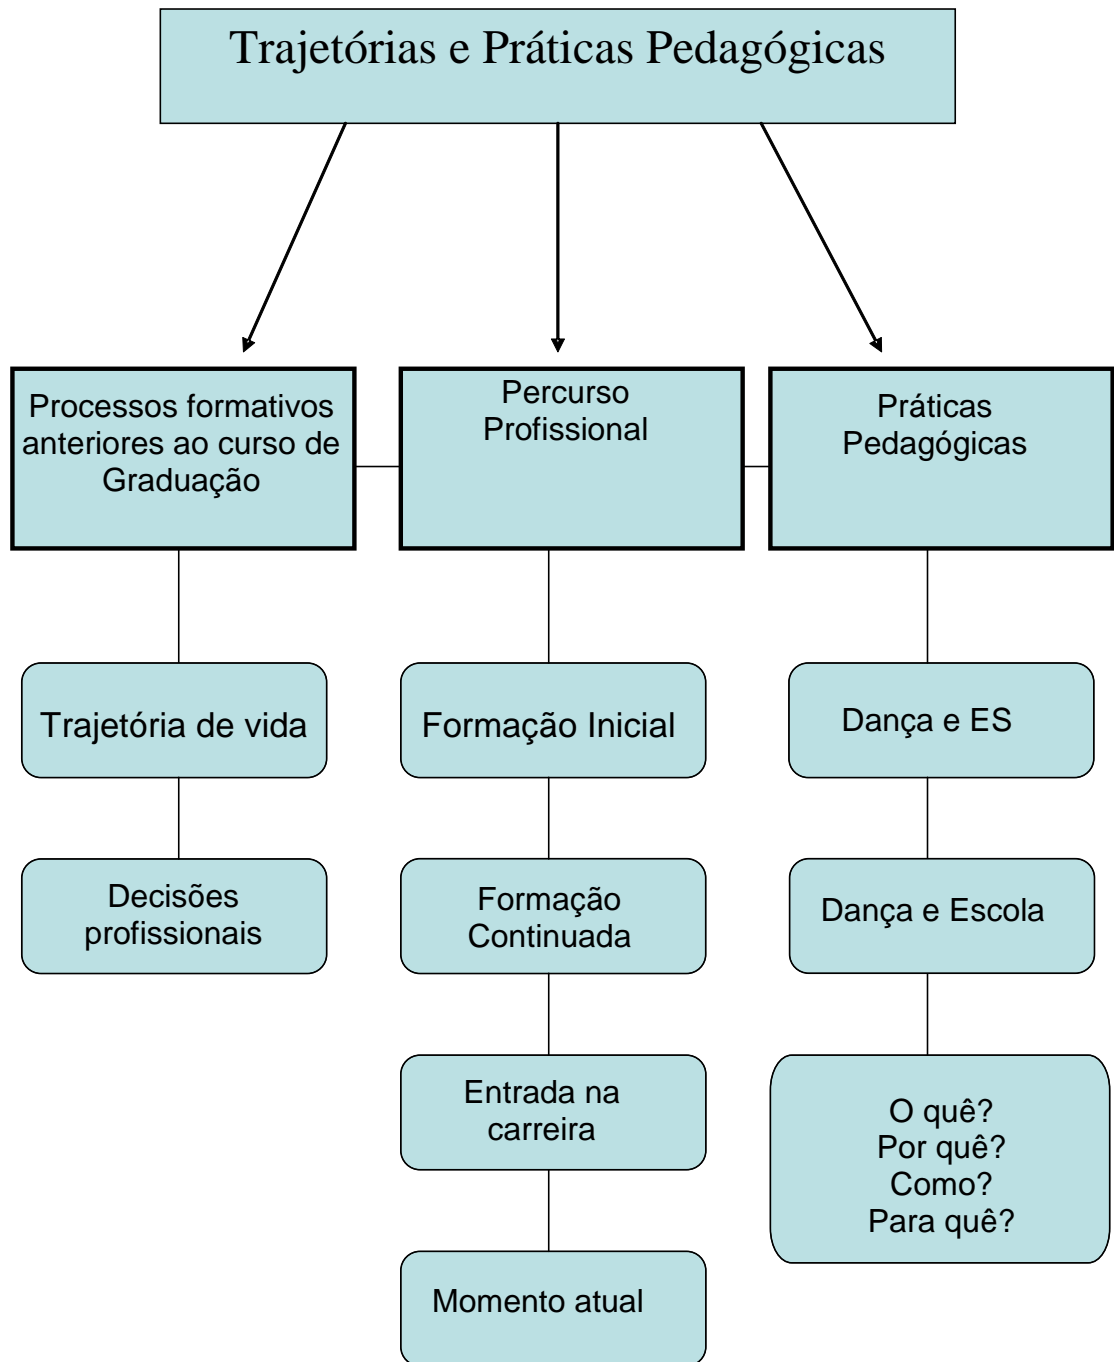 Trajetórias e Práticas Pedagógicas
Processos formativos
anteriores ao curso de
Graduação
Percurso
Profissional
Práticas
Pedagógicas
Trajetória de vida
Formação Inicial
Dança e ES
Decisões
profissionais
Formação
Continuada
Dança e Escola
Entrada na
carreira
O quê?
Por quê?
Como?
Para quê?
Momento atual